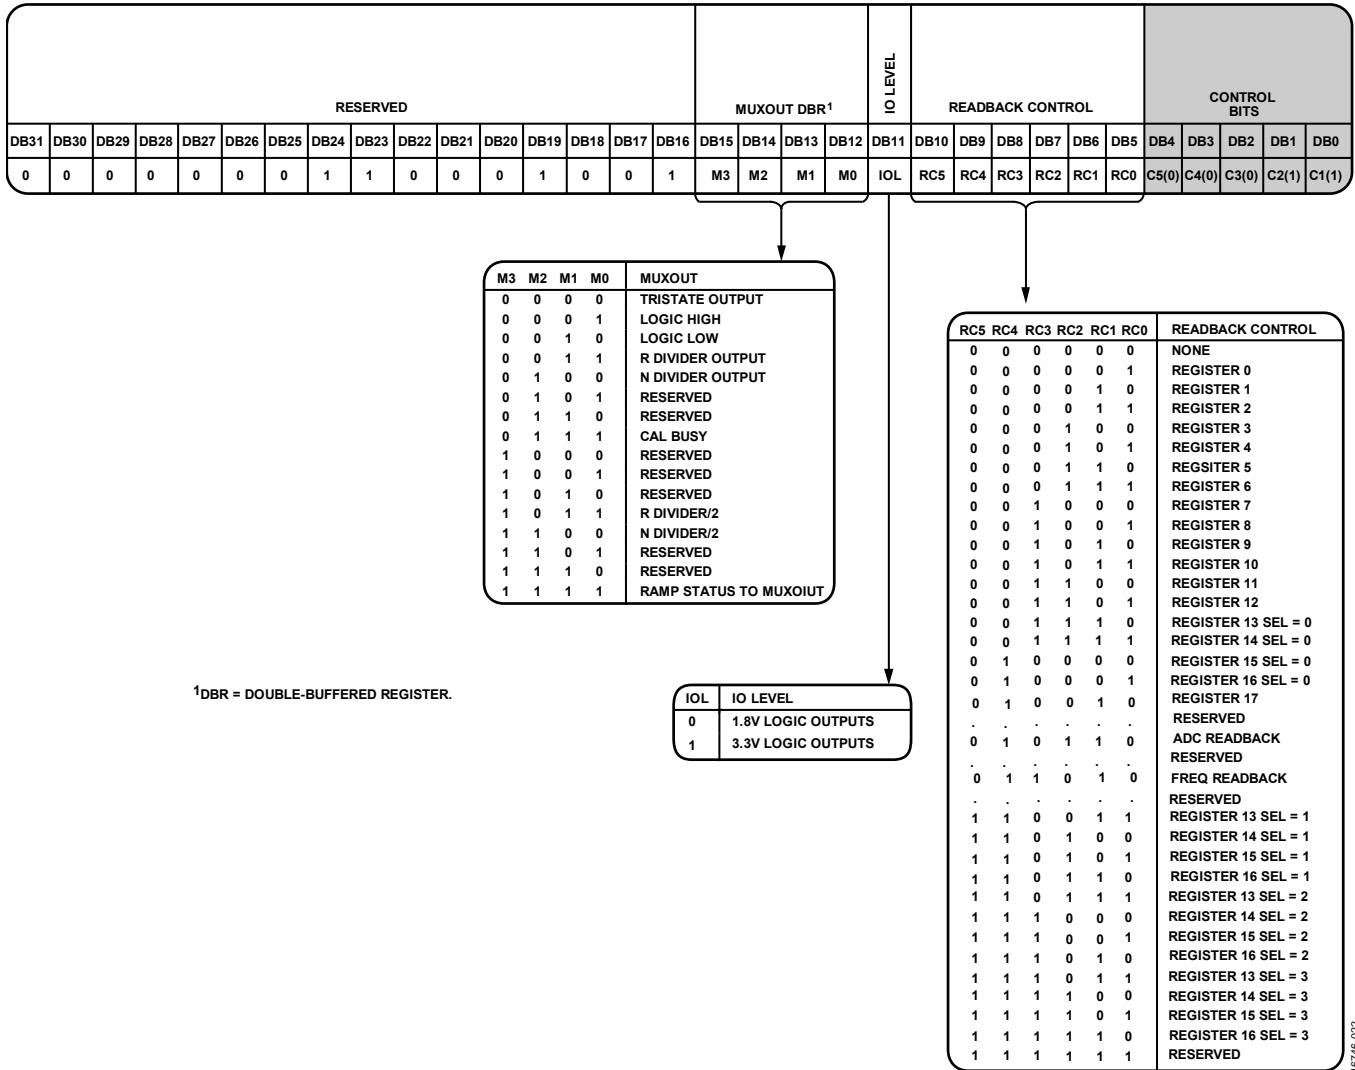 RESERVED MUXOUT DBR1 IO LEVEL READBACK CONTROL CONTROL
BITS
DB31 DB30 DB29 DB28 DB27 DB26 DB25 DB24 DB23 DB22 DB21 DB20 DB19 DB18 DB17 DB16 DB15 DB14 DB13 DB12 DB11 DB10 DB9 DB8 DB7 DB6 DB5 DB4 DB3 DB2 DB1 DB0
0 0 0 0 0 0 0 1 1 0 0 0 1 0 0 1 M3 M2 M1 M0 IOL RC5 RC4 RC3 RC2 RC1 RC0 C5(0) C4(0) C3(0) C2(1) C1(1)
M3 M2 M1 M0 MUXOUT
0 0 0 0 TRISTATE OUTPUT
0 0 0 1 LOGIC HIGH
0 0 1 0 LOGIC LOW
0 0 1 1 R DIVIDER OUTPUT
0 1 0 0 N DIVIDER OUTPUT
0 1 0 1 RESERVED
0 1 1 0 RESERVED
0 1 1 1 CAL BUSY
1 0 0 0 RESERVED
1 0 0 1 RESERVED
1 0 1 0 RESERVED
1 0 1 1 R DIVIDER/2
1 1 0 0 N DIVIDER/2
1 1 0 1 RESERVED
1 1 1 0 RESERVED
1 1 1 1 RAMP STATUS TO MUXOIUT
RC5 RC4 RC3 RC2 RC1 RC0 READBACK CONTROL
0 0 0 0 0 0 NONE
0 0 0 0 0 1 REGISTER 0
0 0 0 0 1 0 REGISTER 1
0 0 0 0 1 1 REGISTER 2
0 0 0 1 0 0 REGISTER 3
0 0 0 1 0 1 REGISTER 4
0 0 0 1 1 0 REGSITER 5
0 0 0 1 1 1 REGISTER 6
0 0 1 0 0 0 REGISTER 7
0 0 1 0 0 1 REGISTER 8
0 0 1 0 1 0 REGISTER 9
0 0 1 0 1 1 REGISTER 10
0 0 1 1 0 0 REGISTER 11
0 0 1 1 0 1 REGISTER 12
0 0 1 1 1 0 REGISTER 13 SEL = 0
0 0 1 1 1 1 REGISTER 14 SEL = 0
0 1 0 0 0 0 REGISTER 15 SEL = 0
0 1 0 0 0 1 REGISTER 16 SEL = 0
0 1 0 0 1 0 REGISTER 17
. . . . . . RESERVED
0 1 0 1 1 0 ADC READBACK
. . . . . . RESERVED
0 1 1 0 1 0 FREQ READBACK
. . . . . . RESERVED
1 1 0 0 1 1 REGISTER 13 SEL = 1
1 1 0 1 0 0 REGISTER 14 SEL = 1
1 1 0 1 0 1 REGISTER 15 SEL = 1
1 1 0 1 1 0 REGISTER 16 SEL = 1
1 1 0 1 1 1 REGISTER 13 SEL = 2
1 1 1 0 0 0 REGISTER 14 SEL = 2
1 1 1 0 0 1 REGISTER 15 SEL = 2
1 1 1 0 1 0 REGISTER 16 SEL = 2
1 1 1 0 1 1 REGISTER 13 SEL = 3
1 1 1 1 0 0 REGISTER 14 SEL = 3
1 1 1 1 0 1 REGISTER 15 SEL = 3
1 1 1 1 1 0 REGISTER 16 SEL = 3
1 1 1 1 1 1 RESERVED
1DBR = DOUBLE-BUFFERED REGISTER.
IOL IO LEVEL
0 1.8V LOGIC OUTPUTS
1 3.3V LOGIC OUTPUTS